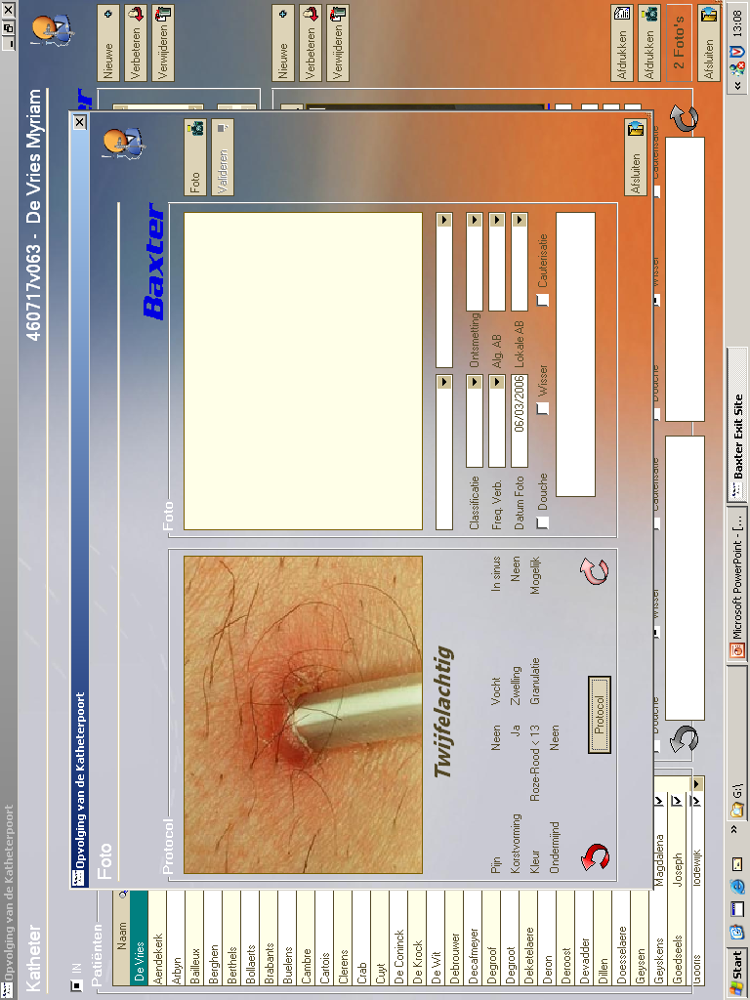 Opvolging van de Katheterpoort
Katheter
460717v063 - De Vries Myriam
IN
Patiënten
Naam
De Vries
Aendekerk
Arbyn
Bailleux
Berghen
Berthels
Bollaerts
Brabants
Buelens
Cambre
Cartois
Clerens
Crab
Cuyt
De Coninck
De Krock
De Wit
Debrouwer
Decafmeyer
Degroof
Degroot
Deketelaere
Deron
Deroost
Devadder
Dillen
Doesselaere
Geysen
Geyskens Magdalena
Goedseels Joseph
Gooris lodewijk
Nieuwe
Verbeteren
Verwijderen
Nieuwe
Verbeteren
Verwijderen
Afdrukken
Afdrukken
2 Foto's
Afsluiten
Opvolging van de Katheterpoort
Foto
Baxter
Protocol
Twijfelachtig
Pijn Neen Vocht In sinus
Korstvorming Ja Zwelling Neen
Kleur Roze-Rood < 13 Granulatie Mogelijk
Ondermijnd Neen
Protocol
Foto
Classificatie Ontsmetting
Freq. Verb. Alg. AB
Datum Foto 06/03/2006 Lokale AB
Douche Wisser Cauterisatie
Foto
Valideren
Afsluiten
Douche Wisser Cauterisatie Douche Wisser Cauterisatie
Start
»
G:\
Microsoft PowerPoint - [...
Baxter Exit Site
«
13:08